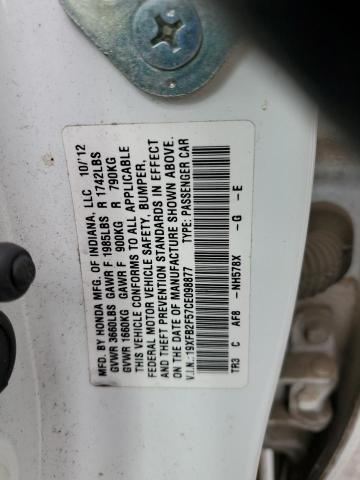 MFD. BY HONDA MFG. OF INDIANA, LLC 10/12
GVWR 3660LBS GAWR F 1985LBS R 1742LBS
GVWR 1660KG GAWR F 900KG R 790KG
THIS VEHICLE CONFORMS TO ALL APPLICABLE
FEDERAL MOTOR VEHICLE SAFETY, BUMPER,
AND THEFT PREVENTION STANDARDS IN EFFECT
ON THE DATE OF MANUFACTURE SHOWN ABOVE.
V.I.N.:19XFB2F57CE098877 TYPE: PASSENGER CAR
TR3 C AF8 -NH578X -G -E